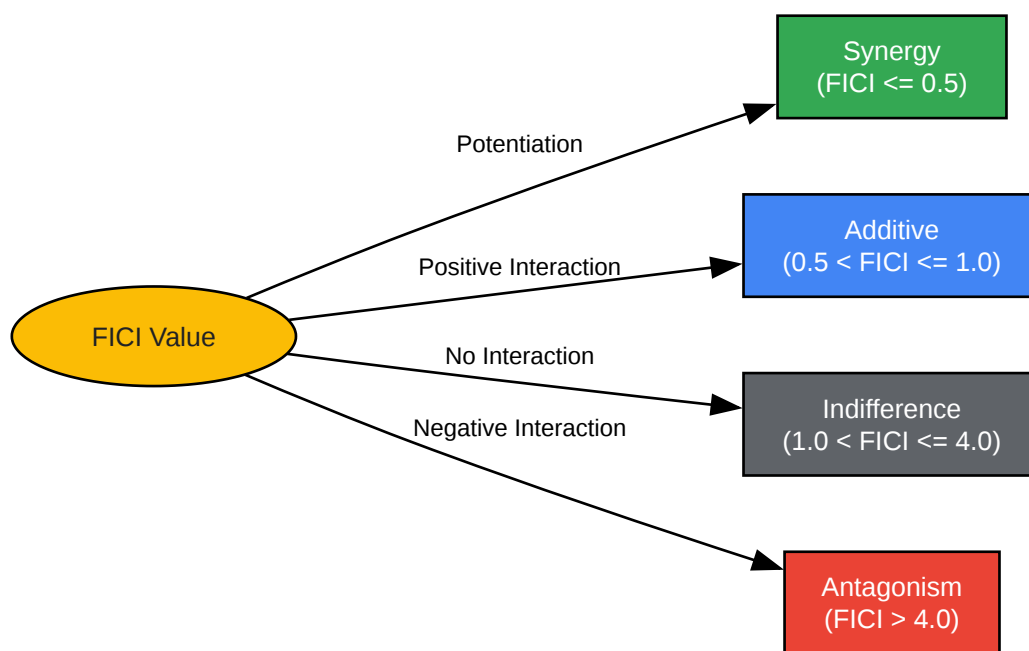 Synergy
(FICI <= 0.5)
Potentiation
Additive
(0.5 < FICI <= 1.0)
Positive Interaction
FICI Value
No Interaction
Indifference
(1.0 < FICI <= 4.0)
Negative Interaction
Antagonism
(FICI > 4.0)